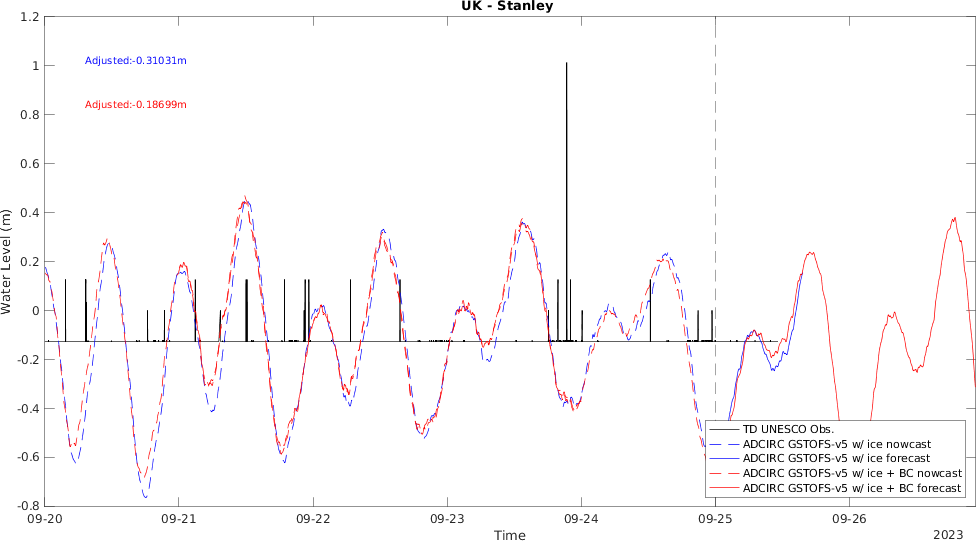 UK - Stanley
1.2
1
0.8
0.6
0.4
0.2
0
-0.2
-0.4
-0.6
-0.8
Water Level (m)
Adjusted:-0.31031m
Adjusted:-0.18699m
TD UNESCO Obs.
ADCIRC GSTOFS-v5 w/ ice nowcast
ADCIRC GSTOFS-v5 w/ ice forecast
ADCIRC GSTOFS-v5 w/ ice + BC nowcast
ADCIRC GSTOFS-v5 w/ ice + BC forecast
09-20 09-21 09-22 09-23 09-24 09-25 09-26
Time
2023